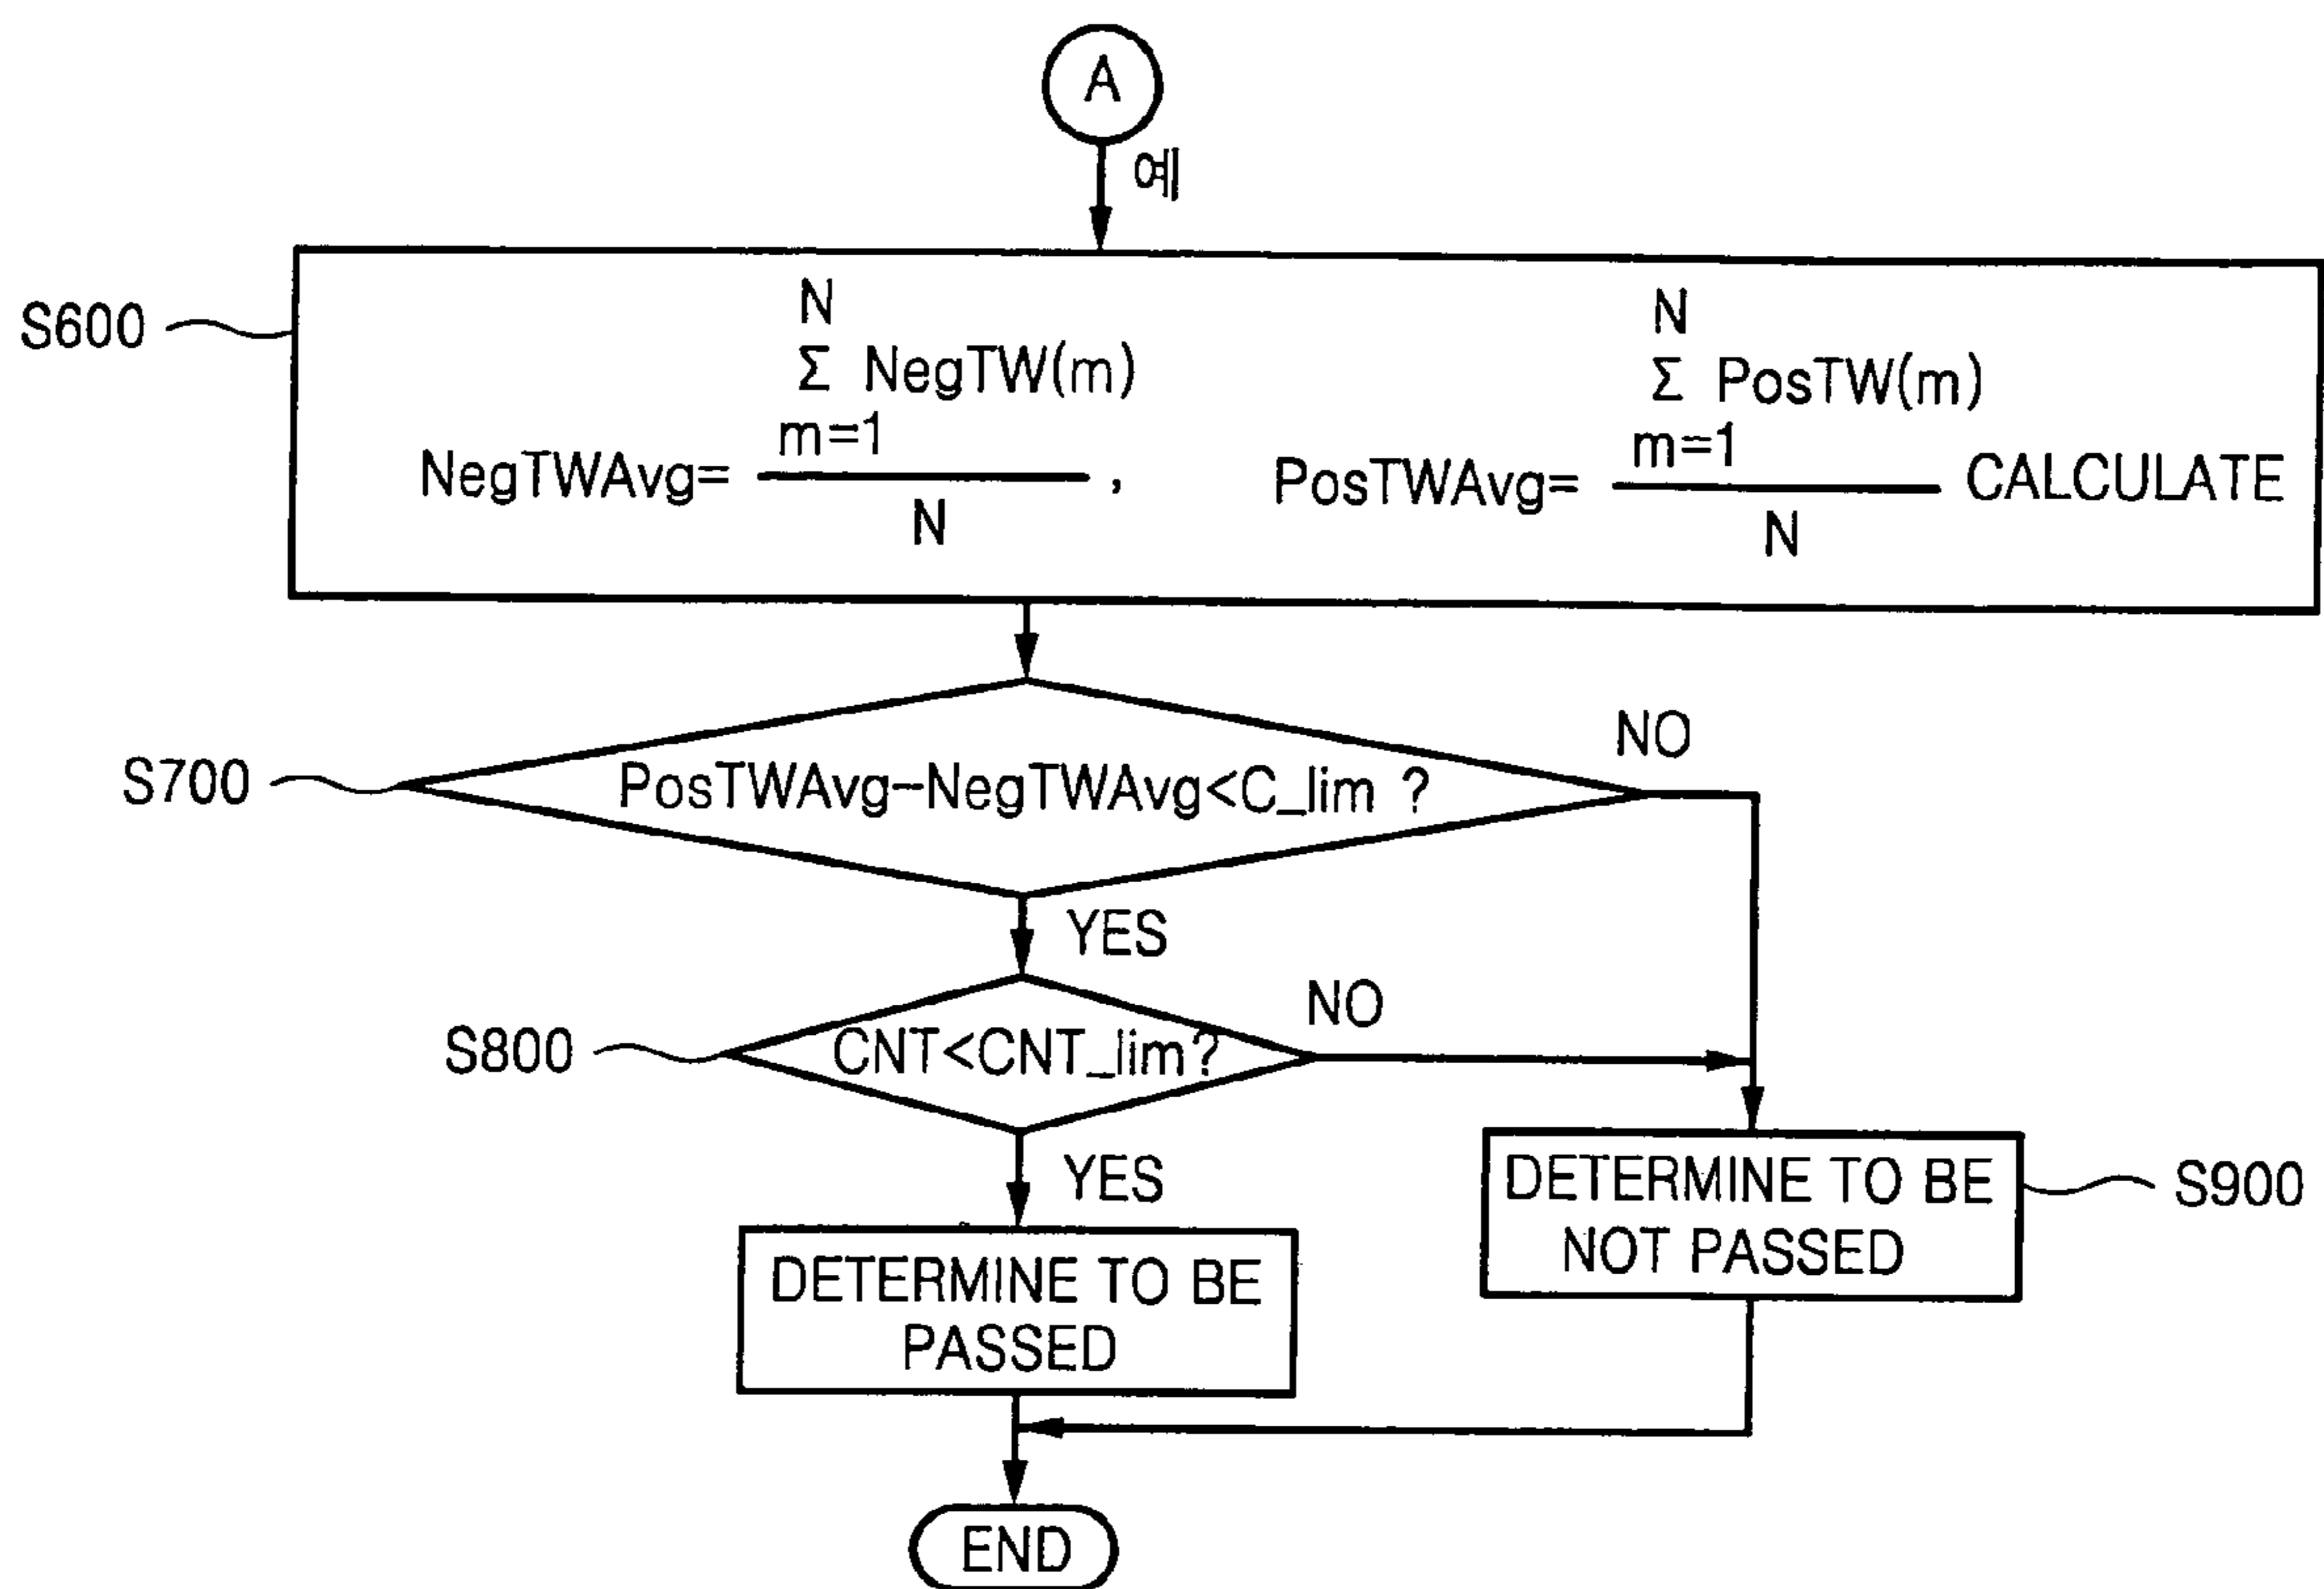 A
예
S600
N
Σ NegTW(m)
m=1
NegTWAvg=
N
,
N
Σ PosTW(m)
m=1
PosTWAvg=
N
CALCULATE
S700
PosTWAvg-NegTWAvg<C_lim ?
NO
YES
S800
CNT<CNT_lim?
NO
YES
DETERMINE TO BE
PASSED
DETERMINE TO BE
NOT PASSED
S900
END